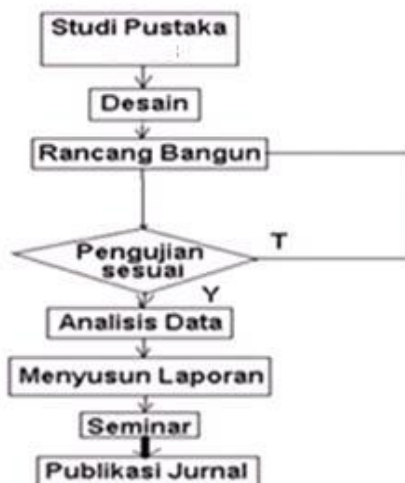 Studi Pustaka
Desain
Rancang Bangun
Pengujian
sesuai
T
Y
Analisis Data
Menyusun Laporan
Seminar
Publikasi Jurnal